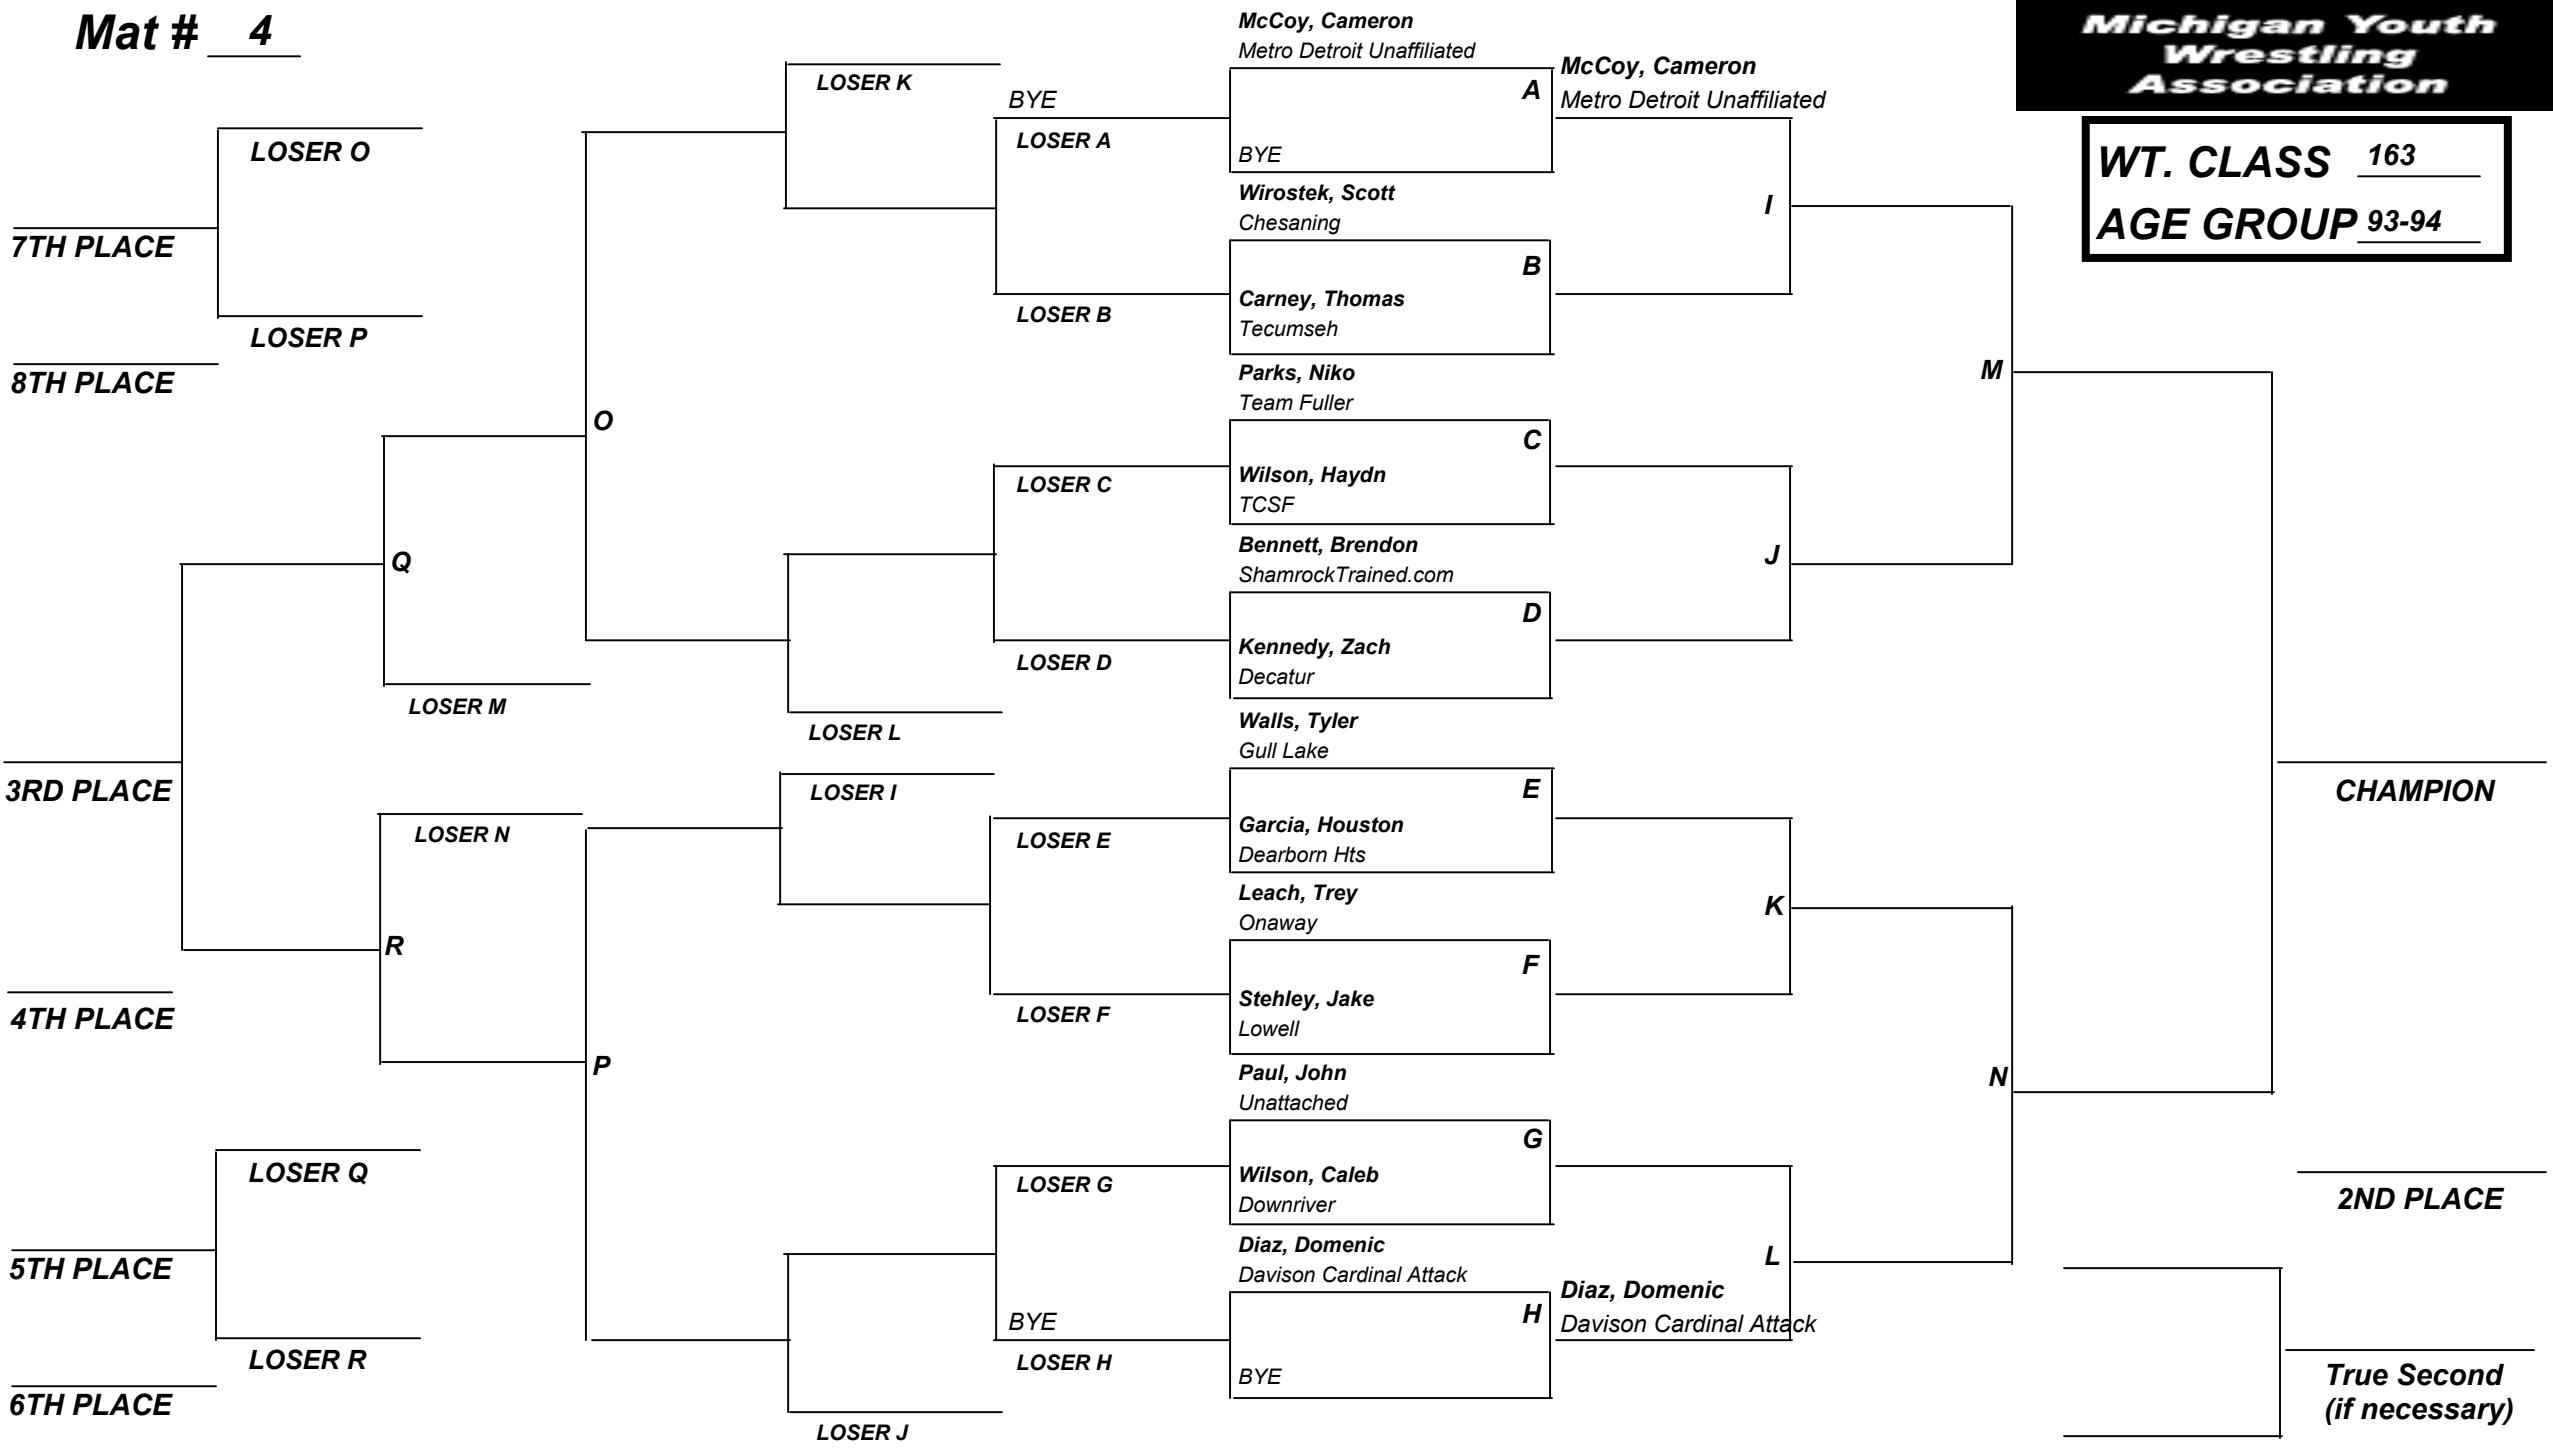 Mat # 4
Michigan Youth
Wrestling
Association
WT. CLASS 163
AGE GROUP 93-94
LOSER O
7TH PLACE
LOSER P
8TH PLACE
O
Q
LOSER M
3RD PLACE
LOSER N
R
4TH PLACE
P
LOSER Q
5TH PLACE
LOSER R
6TH PLACE
LOSER K
BYE
LOSER A
LOSER B
LOSER C
LOSER D
LOSER L
LOSER I
LOSER E
LOSER F
LOSER G
BYE
LOSER H
LOSER J
McCoy, Cameron
Metro Detroit Unaffiliated
A
BYE
Wirostek, Scott
Chesaning
B
Carney, Thomas
Tecumseh
Parks, Niko
Team Fuller
C
Wilson, Haydn
TCSF
Bennett, Brendon
ShamrockTrained.com
D
Kennedy, Zach
Decatur
Walls, Tyler
Gull Lake
E
Garcia, Houston
Dearborn Hts
Leach, Trey
Onaway
F
Stehley, Jake
Lowell
Paul, John
Unattached
G
Wilson, Caleb
Downriver
Diaz, Domenic
Davison Cardinal Attack
H
BYE
McCoy, Cameron
Metro Detroit Unaffiliated
I
J
K
L
Diaz, Domenic
Davison Cardinal Attack
M
N
CHAMPION
2ND PLACE
True Second
(if necessary)